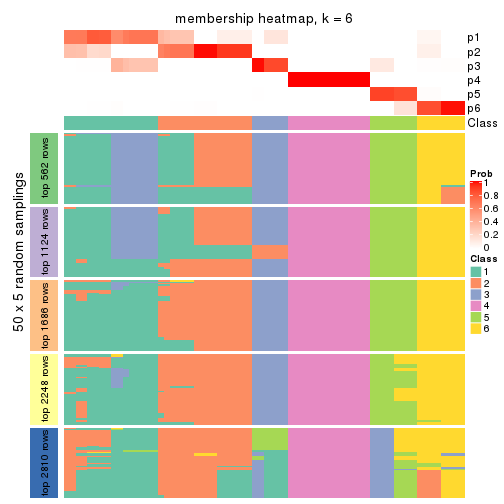 membership heatmap, k = 6
p1
p2
p3
p4
p5
p6
Class
50 x 5 random samplings
top 562 rows
top 1124 rows
top 1686 rows
top 2248 rows
top 2810 rows
Prob
1
0.8
0.6
0.4
0.2
0
Class
1
2
3
4
5
6